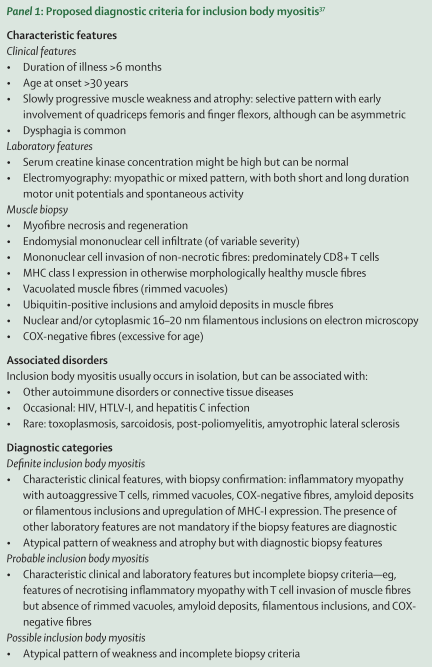 Panel 1: Proposed diagnostic criteria for inclusion body myositis37
Characteristic features
Clinical features
• Duration of illness >6 months
• Age at onset >30 years
• Slowly progressive muscle weakness and atrophy: selective pattern with early
involvement of quadriceps femoris and finger flexors, although can be asymmetric
• Dysphagia is common
Laboratory features
• Serum creatine kinase concentration might be high but can be normal
• Electromyography: myopathic or mixed pattern, with both short and long duration
motor unit potentials and spontaneous activity
Muscle biopsy
• Myofibre necrosis and regeneration
• Endomysial mononuclear cell infiltrate (of variable severity)
• Mononuclear cell invasion of non-necrotic fibres: predominately CD8+ T cells
• MHC class I expression in otherwise morphologically healthy muscle fibres
• Vacuolated muscle fibres (rimmed vacuoles)
• Ubiquitin-positive inclusions and amyloid deposits in muscle fibres
• Nuclear and/or cytoplasmic 16–20 nm filamentous inclusions on electron microscopy
• COX-negative fibres (excessive for age)
Associated disorders
Inclusion body myositis usually occurs in isolation, but can be associated with:
• Other autoimmune disorders or connective tissue diseases
• Occasional: HIV, HTLV-I, and hepatitis C infection
• Rare: toxoplasmosis, sarcoidosis, post-poliomyelitis, amyotrophic lateral sclerosis
Diagnostic categories
Definite inclusion body myositis
• Characteristic clinical features, with biopsy confirmation: inflammatory myopathy
with autoaggressive T cells, rimmed vacuoles, COX-negative fibres, amyloid deposits
or filamentous inclusions and upregulation of MHC-I expression. The presence of
other laboratory features are not mandatory if the biopsy features are diagnostic
• Atypical pattern of weakness and atrophy but with diagnostic biopsy features
Probable inclusion body myositis
• Characteristic clinical and laboratory features but incomplete biopsy criteria—eg,
features of necrotising inflammatory myopathy with T cell invasion of muscle fibres
but absence of rimmed vacuoles, amyloid deposits, filamentous inclusions, and COX-
negative fibres
Possible inclusion body myositis
• Atypical pattern of weakness and incomplete biopsy criteria